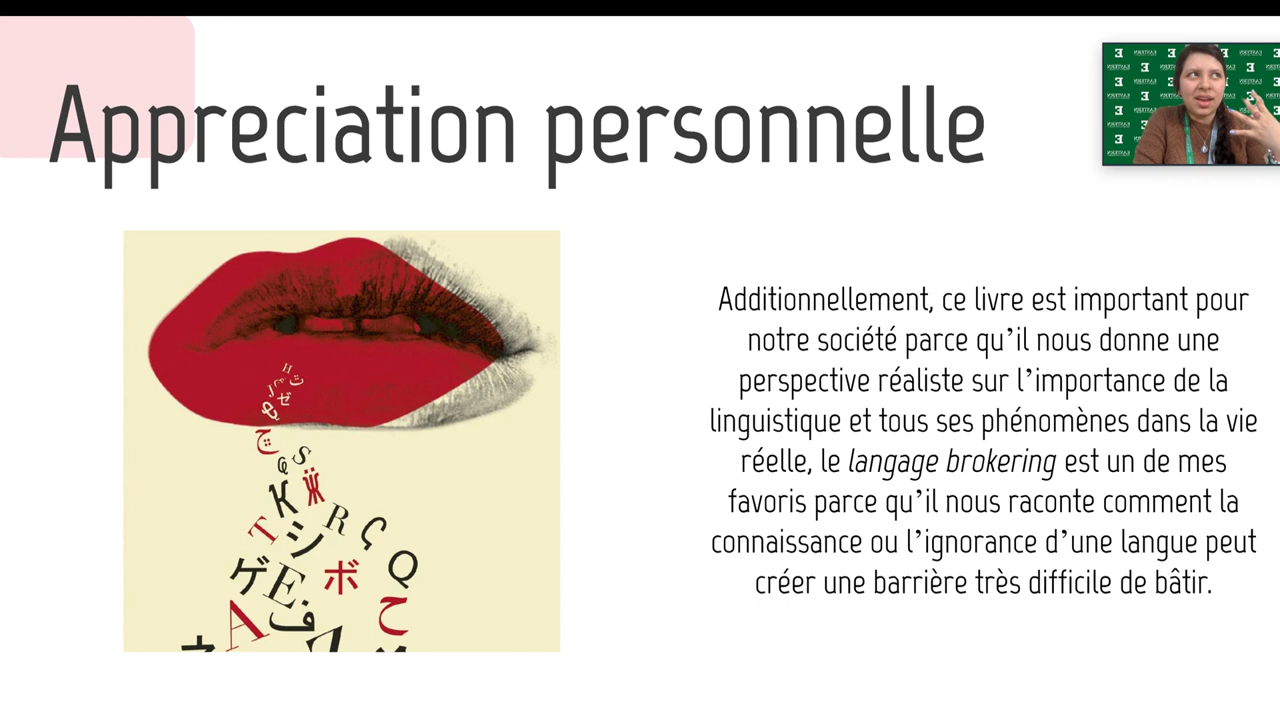 Appreciation personnelle
Additionnellement, ce livre est important pour
notre société parce qu’il nous donne une
perspective réaliste sur l’importance de la
linguistique et tous ses phénomènes dans la vie
réelle, le langage brokering est un de mes
favoris parce qu’il nous raconte comment la
connaissance ou l’ignorance d’une langue peut
créer une barrière très difficile de bâtir.